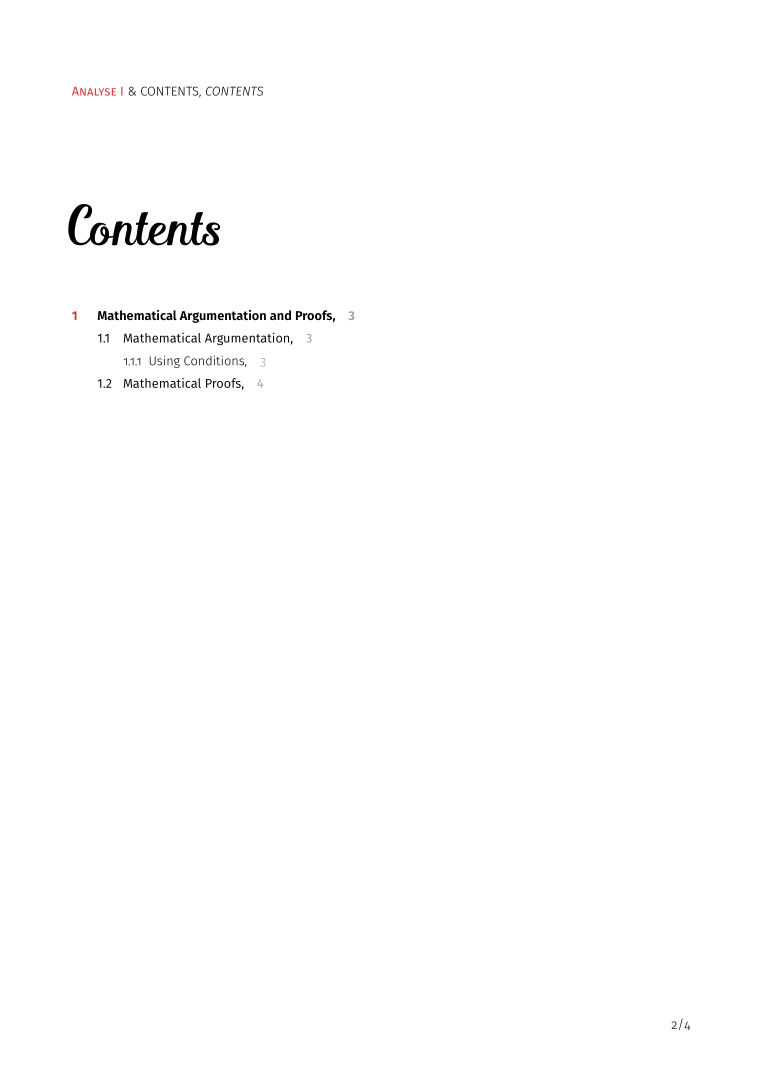 Analyse I & CONTENTS, CONTENTS
Contents
1 Mathematical Argumentation and Proofs, 3
1.1 Mathematical Argumentation, 3
1.1.1 Using Conditions, 3
1.2 Mathematical Proofs, 4
2/4